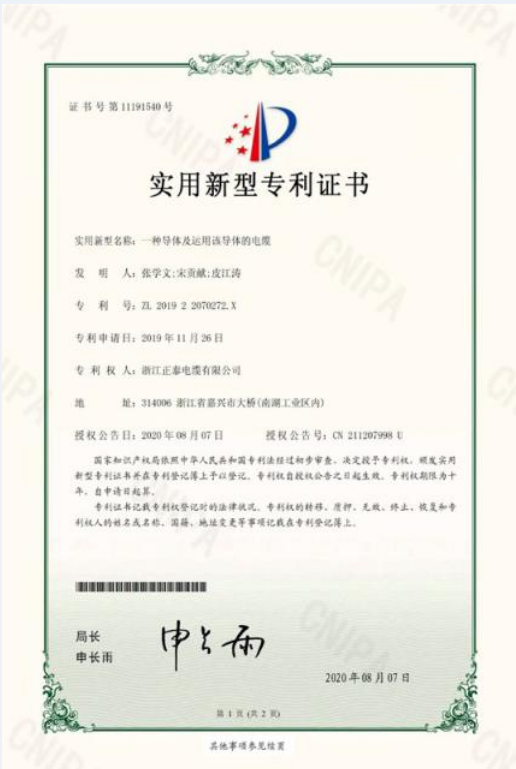 证书号第11191540号
实用新型专利证书
实用新型名称：一种导体及运用该导体的电缆
发 明 人：张学文;宋贡献;皮江涛
专 利 号：ZL 2019 2 2070272.X
专利申请日：2019年11月26日
专 利 权 人：浙江正泰电缆有限公司
地 址：314006 浙江省嘉兴市大桥(南湖工业区内)
授权公告日：2020年08月07日 授权公告号：CN 211207998 U
国家知识产权局依照中华人民共和国专利法经过初步审查，决定授予专利权，颁发实用
新型专利证书并在专利登记簿上予以登记。专利权自授权公告之日起生效。专利权期限为十
年，自申请日起算。
专利证书记载专利权登记时的法律状况。专利权的转移、质押、无效、终止、恢复和专
利权人的姓名或名称、国籍、地址变更等事项记载在专利登记簿上。
局长
申长雨
申长雨
2020年08月07日
第 1 页 (共 2 页)
其他事项参见续页
CNIPA
CNIPA
CNIPA